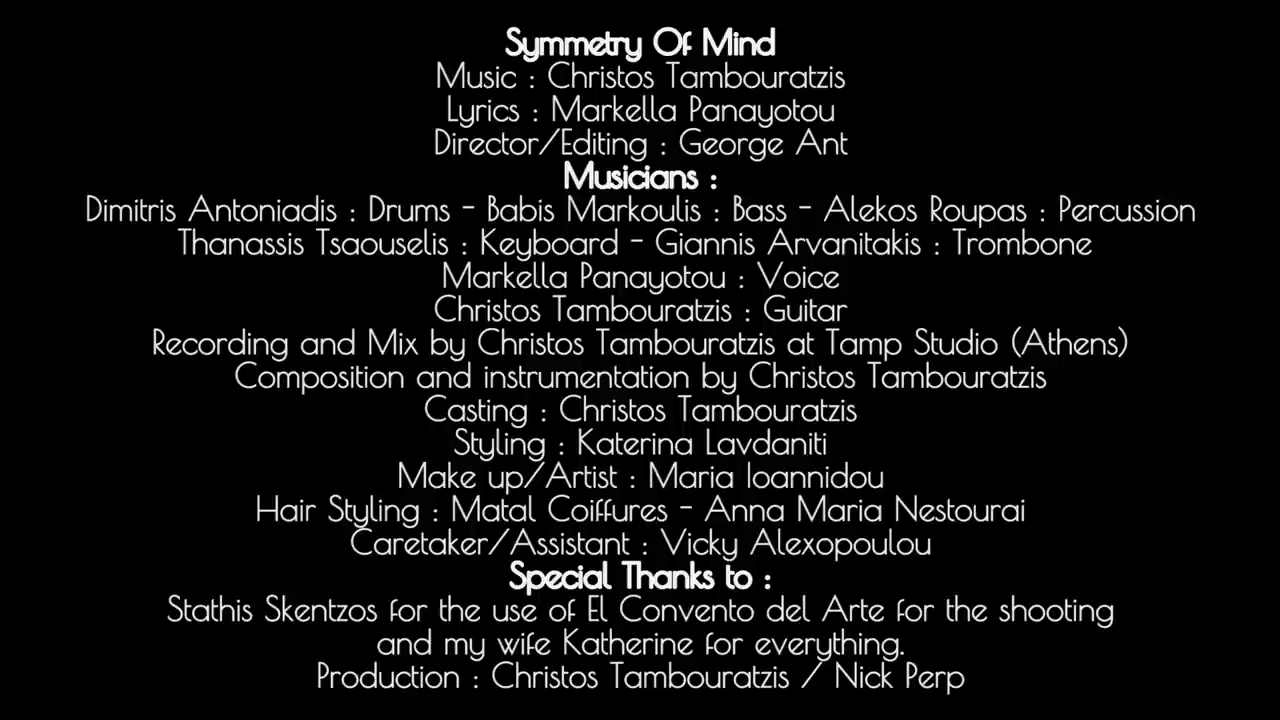 Symmetry Of Mind
Music : Christos Tambouratzis
Lyrics : Markella Panayotou
Director/Editing : George Ant
Musicians :
Dimitris Antoniadis : Drums - Babis Markoulis : Bass - Alekos Roupas : Percussion
Thanassis Tsaouselis : Keyboard - Giannis Arvanitakis : Trombone
Markella Panayotou : Voice
Christos Tambouratzis : Guitar
Recording and Mix by Christos Tambouratzis at Tamp Studio (Athens)
Composition and instrumentation by Christos Tambouratzis
Casting : Christos Tambouratzis
Styling : Katerina Lavdaniti
Make up/Artist : Maria Ioannidou
Hair Styling : Matal Coiffures - Anna Maria Nestourai
Caretaker/Assistant : Vicky Alexopoulou
Special Thanks to :
Stathis Skentzos for the use of El Convento del Arte for the shooting
and my wife Katherine for everything.
Production : Christos Tambouratzis / Nick Perp